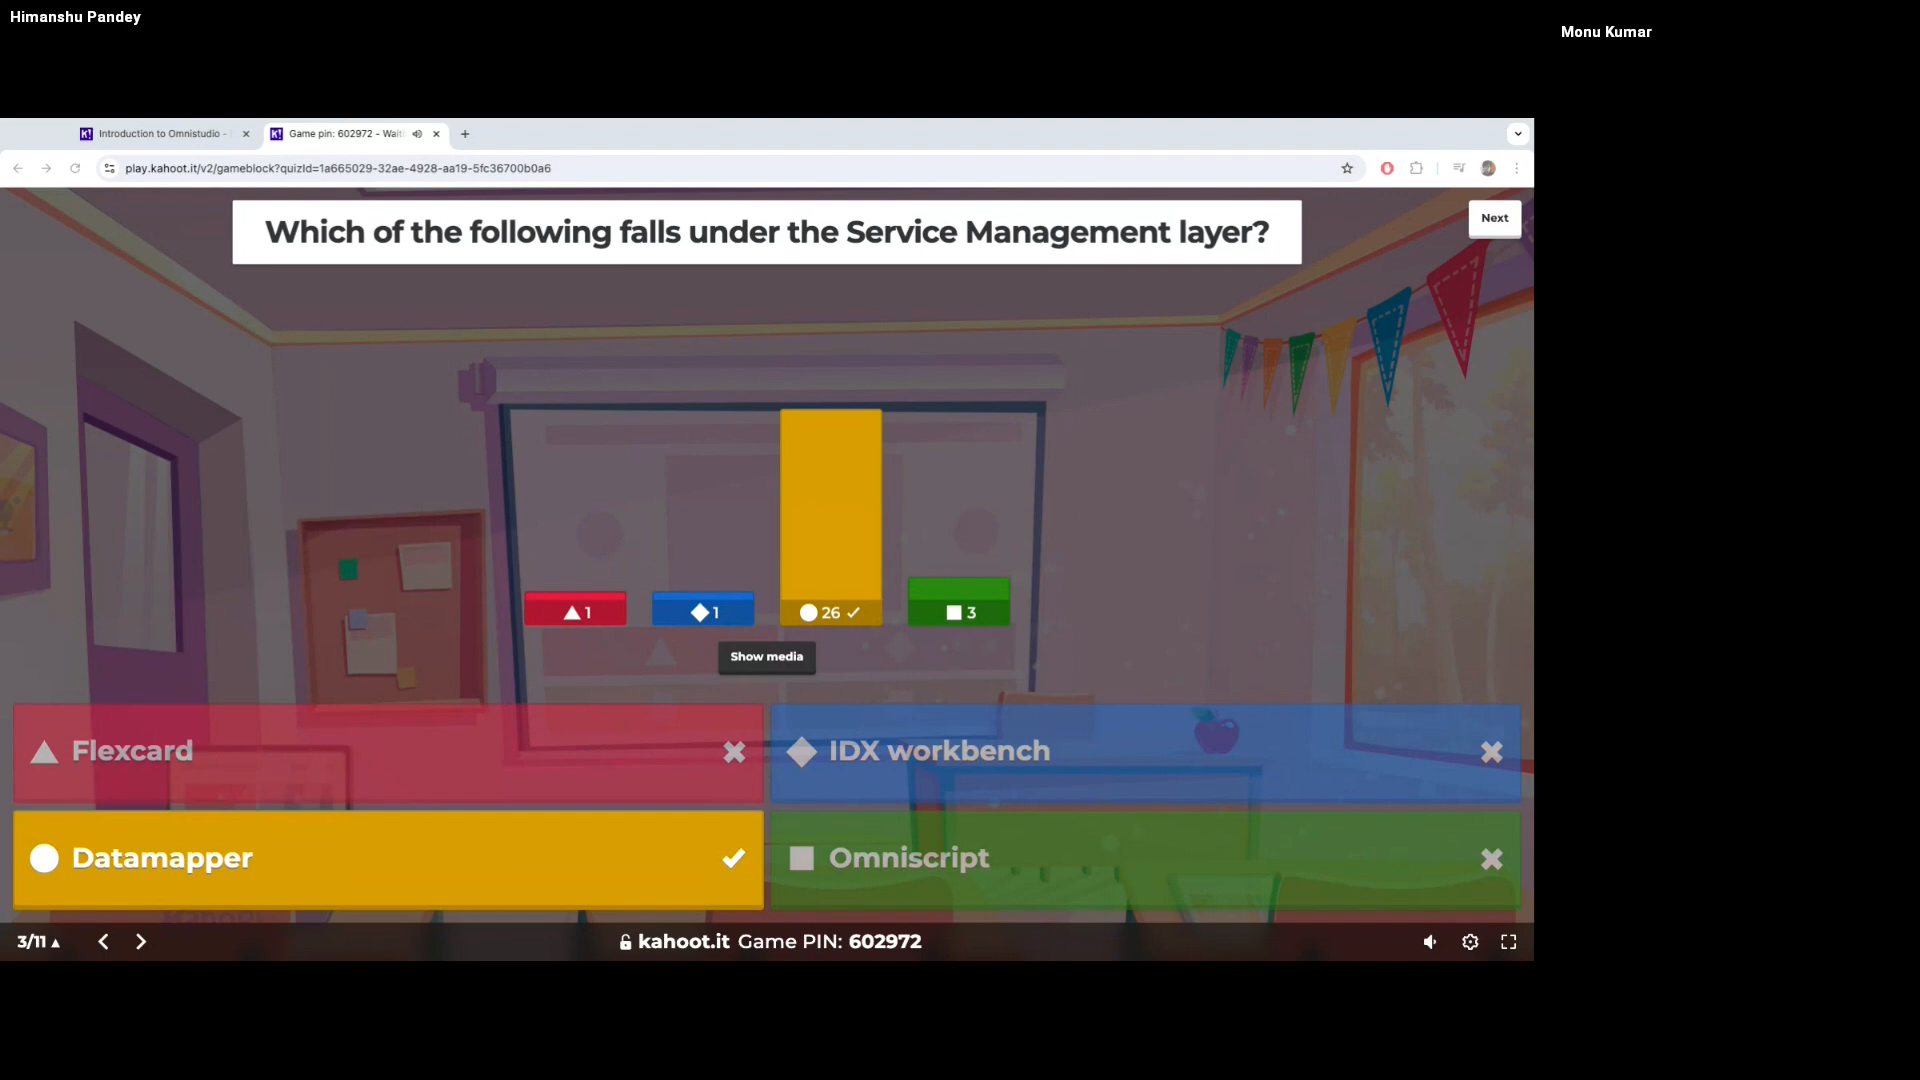 Himanshu Pandey
Monu Kumar
Introduction to Omnistudio -
Game pin: 602972 - Wait
play.kahoot.it/v2/gameblock?quizId=1a665029-32ae-4928-aa19-5fc36700b0a6
Which of the following falls under the Service Management layer?
Next
1
1
26
3
Show media
Flexcard
IDX workbench
Datamapper
Omniscript
3/11
kahoot.it Game PIN: 602972